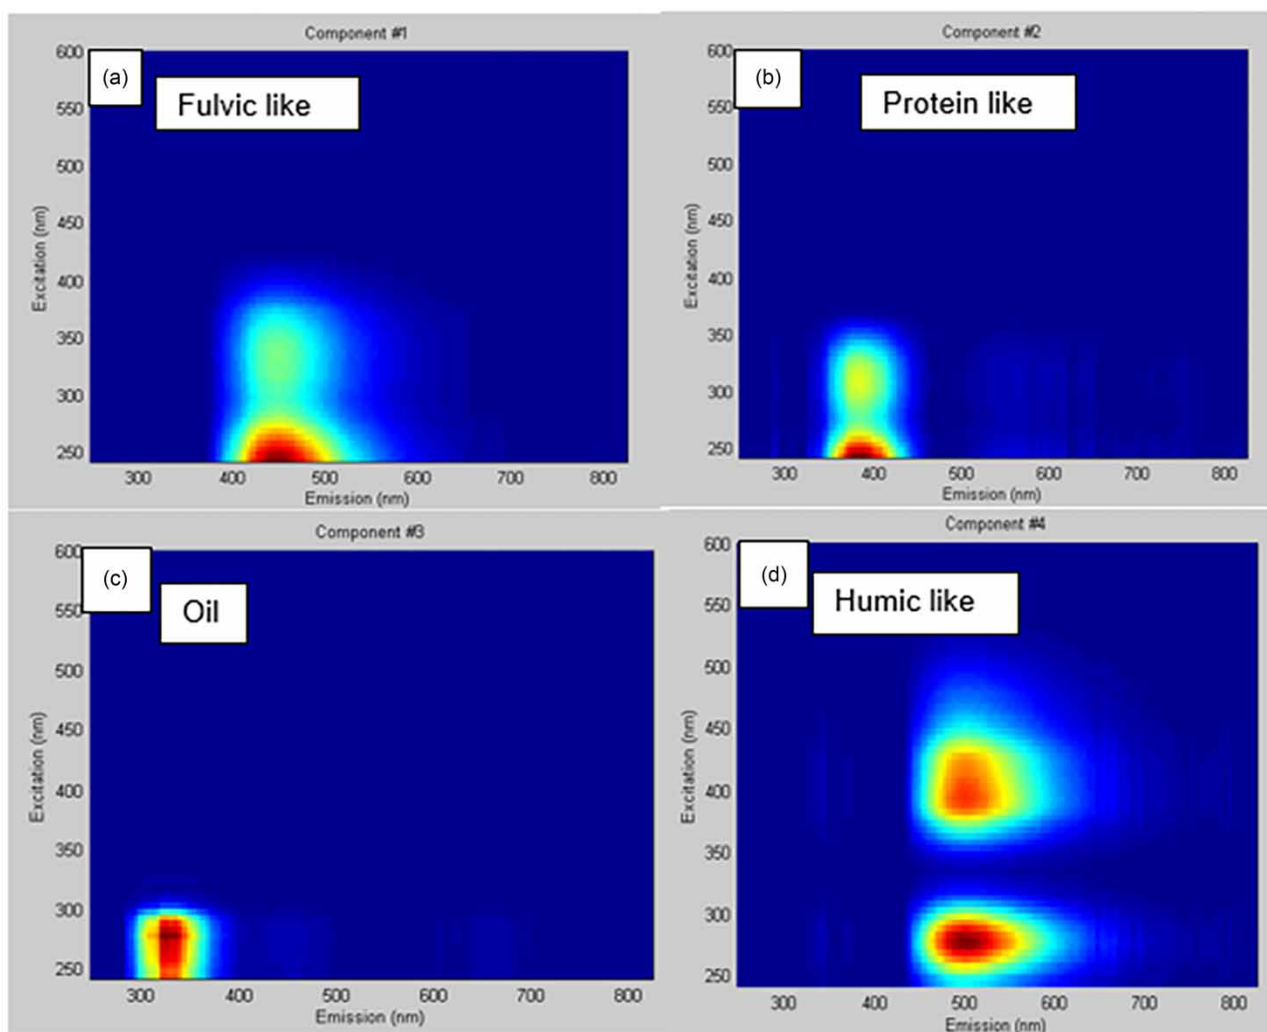 Component #1
(a)
Fulvic like
600
550
500
450
400
350
300
250
Excitation (nm)
300 400 500 600 700 800
Emission (nm)
Component #2
(b)
Protein like
600
550
500
450
400
350
300
250
Excitation (nm)
300 400 500 600 700 800
Emission (nm)
Component #3
(c)
Oil
600
550
500
450
400
350
300
250
Excitation (nm)
300 400 500 600 700 800
Emission (nm)
Component #4
(d)
Humic like
600
550
500
450
400
350
300
250
Excitation (nm)
300 400 500 600 700 800
Emission (nm)